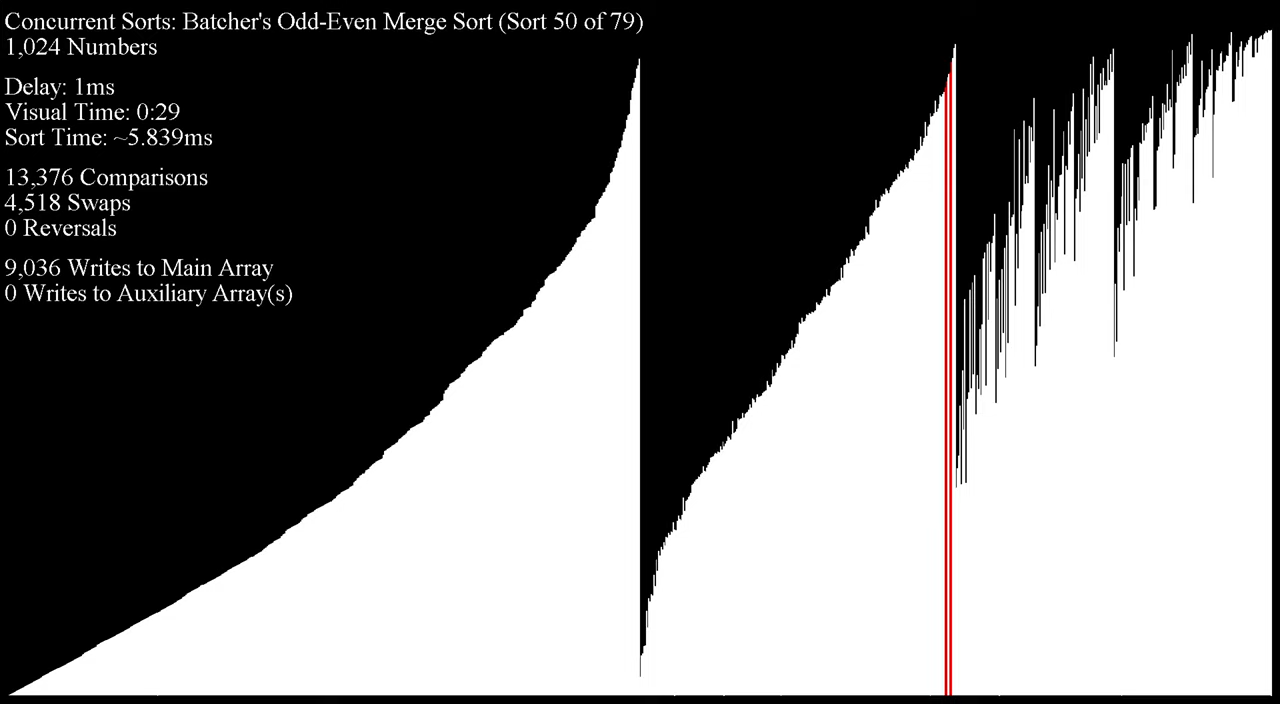 Concurrent Sorts: Batcher's Odd-Even Merge Sort (Sort 50 of 79)
1,024 Numbers
Delay: 1ms
Visual Time: 0:29
Sort Time: ~5.839ms
13,376 Comparisons
4,518 Swaps
0 Reversals
9,036 Writes to Main Array
0 Writes to Auxiliary Array(s)